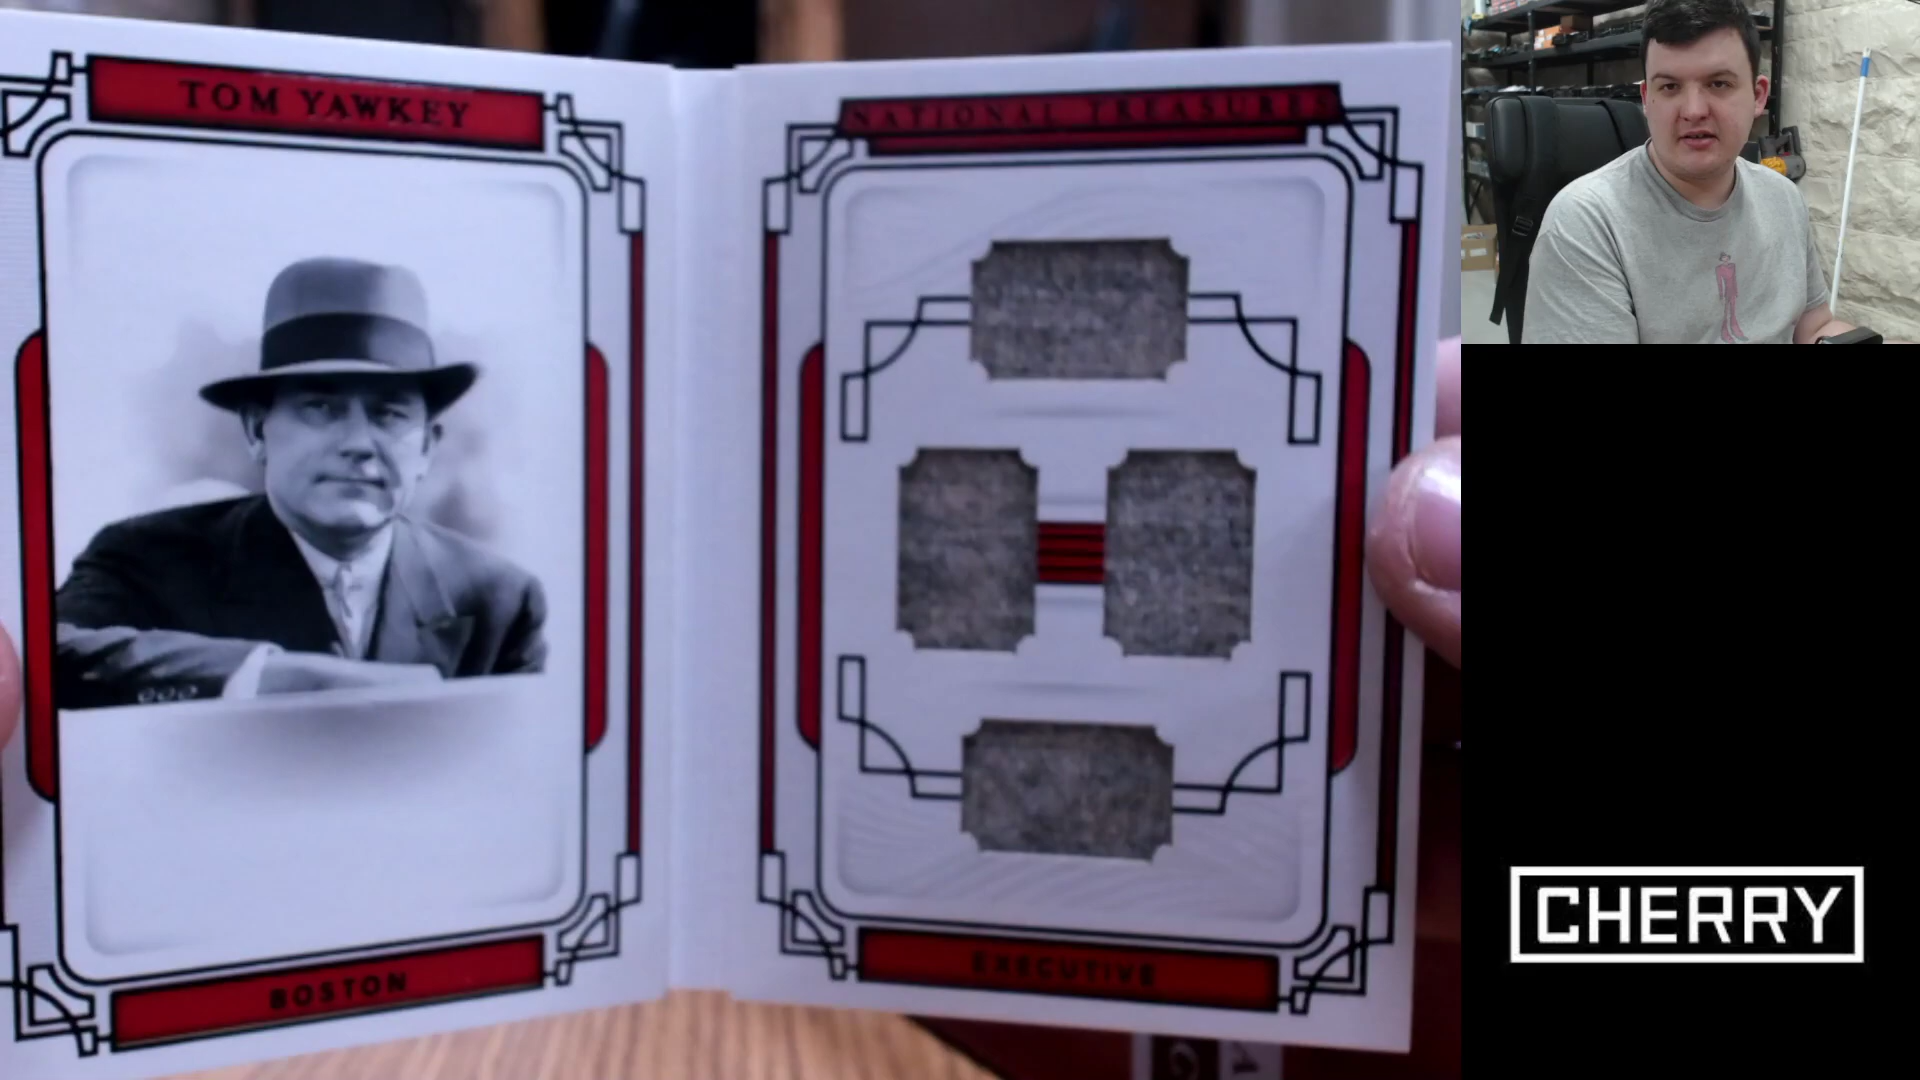 TOM YAWKEY
NATIONAL TREASURES
BOSTON
EXECUTIVE
CHERRY